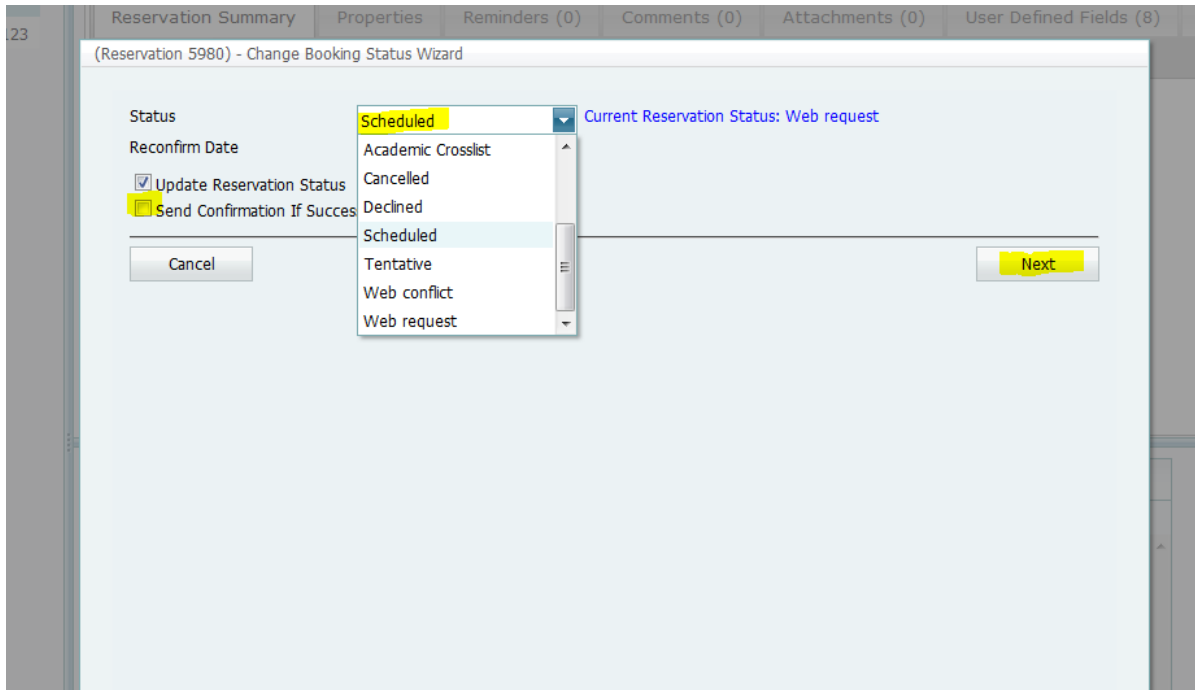 Reservation Summary Properties Reminders (0) Comments (0) Attachments (0) User Defined Fields (8)
123
(Reservation 5980) - Change Booking Status Wizard
Status Scheduled Current Reservation Status: Web request
Reconfirm Date Academic Crosslist
Update Reservation Status Cancelled
Send Confirmation If Succes Declined
Scheduled
Cancel Tentative Next
Web conflict
Web request